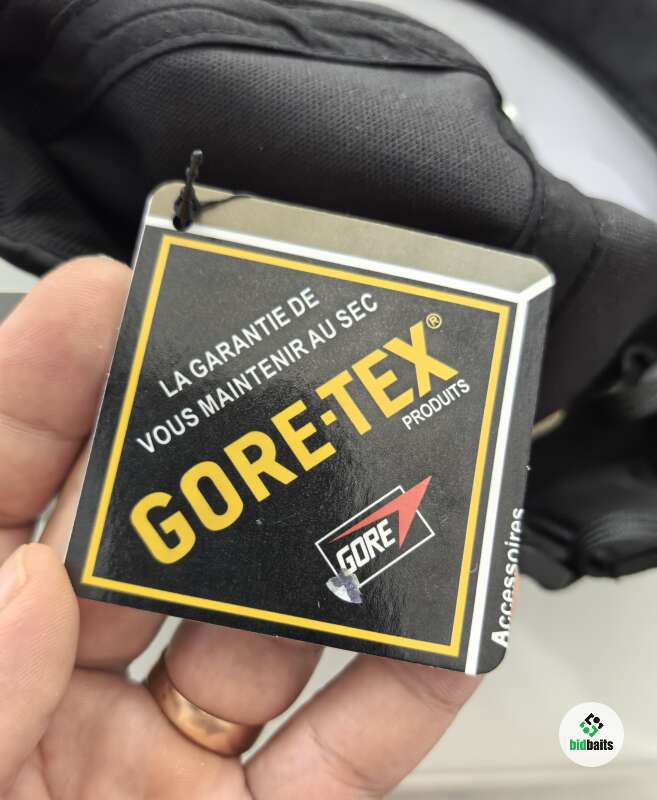 LA GARANTIE DE
VOUS MAINTENIR AU SEC
GORE-TEX®
PRODUITS
GORE
Accessoires
bidbaits